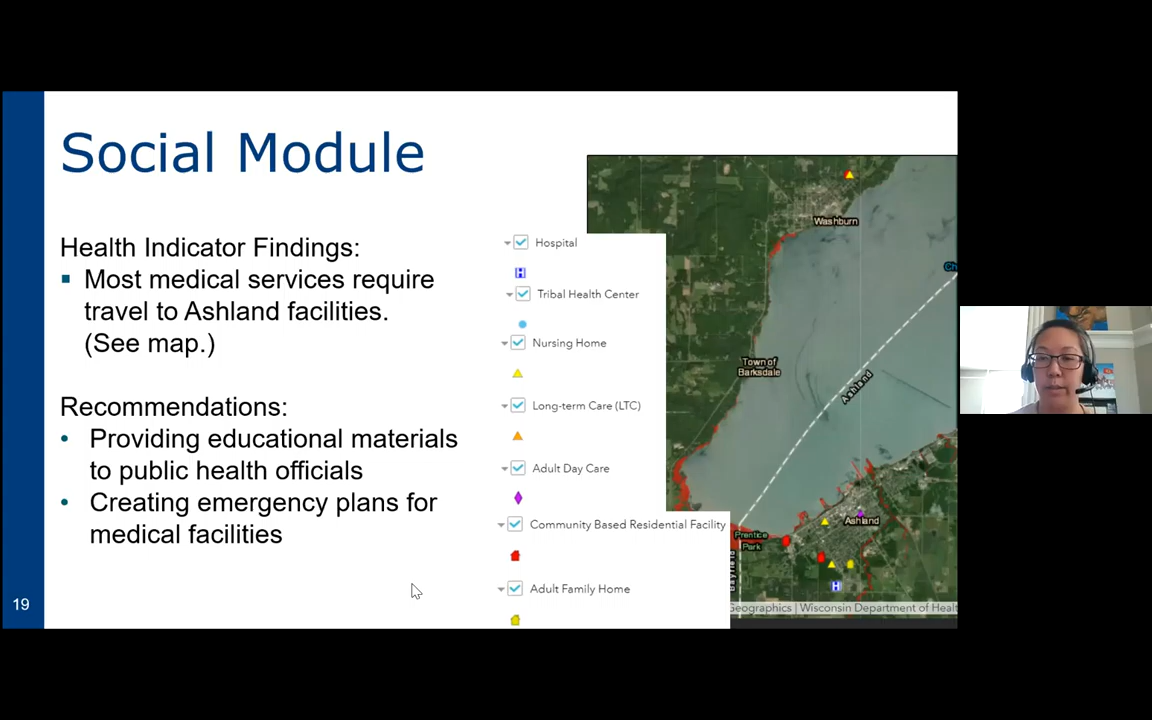 Social Module
Health Indicator Findings:
Most medical services require
travel to Ashland facilities.
(See map.)
Recommendations:
Providing educational materials
to public health officials
Creating emergency plans for
medical facilities
19
Hospital
H
Tribal Health Center
Nursing Home
Long-term Care (LTC)
Adult Day Care
Community Based Residential Facility
Adult Family Home
Washburn
Ch
Town of
Barksdale
Ashland
Ashland
Prentice
Park
Bayfield
H
Geographics | Wisconsin Department of Healt